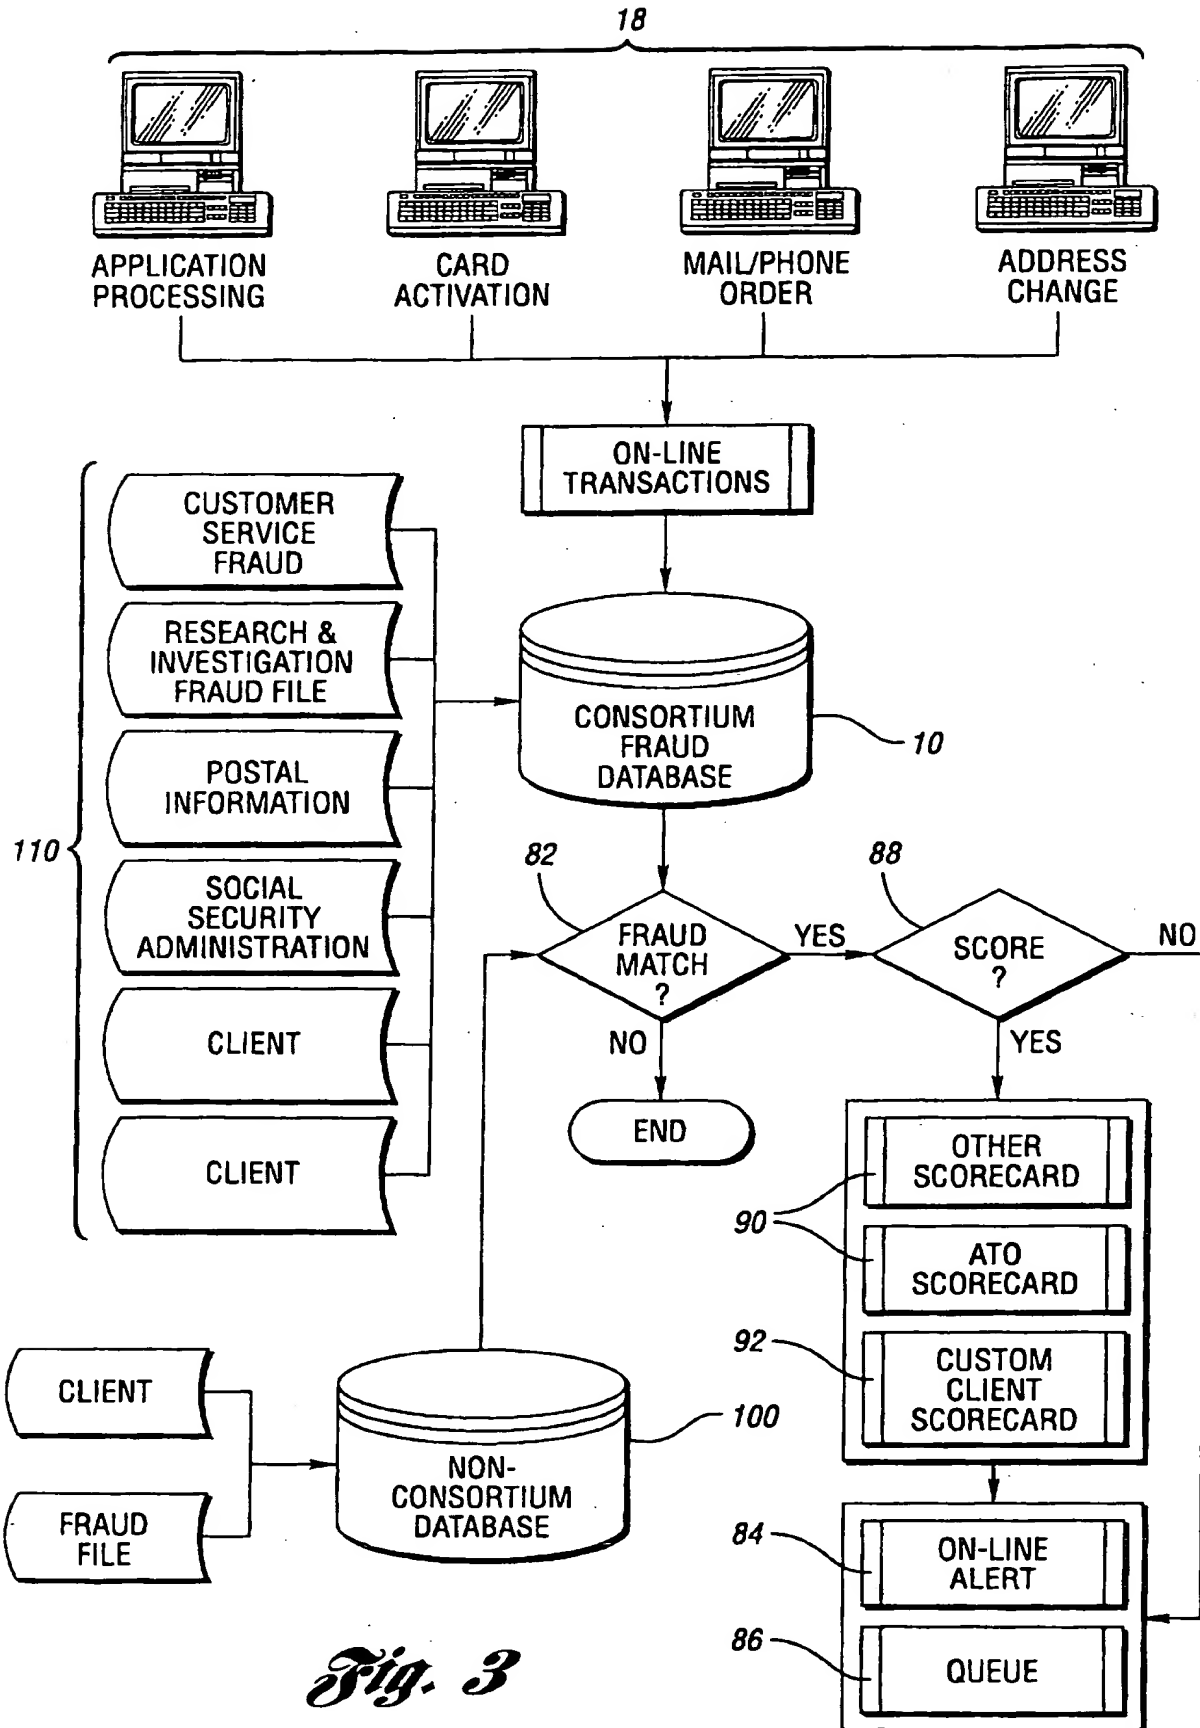 18
APPLICATION
PROCESSING
CARD
ACTIVATION
MAIL/PHONE
ORDER
ADDRESS
CHANGE
ON-LINE
TRANSACTIONS
110
CUSTOMER
SERVICE
FRAUD
RESEARCH &
INVESTIGATION
FRAUD FILE
POSTAL
INFORMATION
SOCIAL
SECURITY
ADMINISTRATION
CLIENT
CLIENT
CONSORTIUM
FRAUD
DATABASE
10
82
FRAUD
MATCH
?
YES
NO
END
88
SCORE
?
NO
YES
90
OTHER
SCORECARD
ATO
SCORECARD
92
CUSTOM
CLIENT
SCORECARD
CLIENT
FRAUD
FILE
NON-
CONSORTIUM
DATABASE
100
84
ON-LINE
ALERT
86
QUEUE
Fig. 3